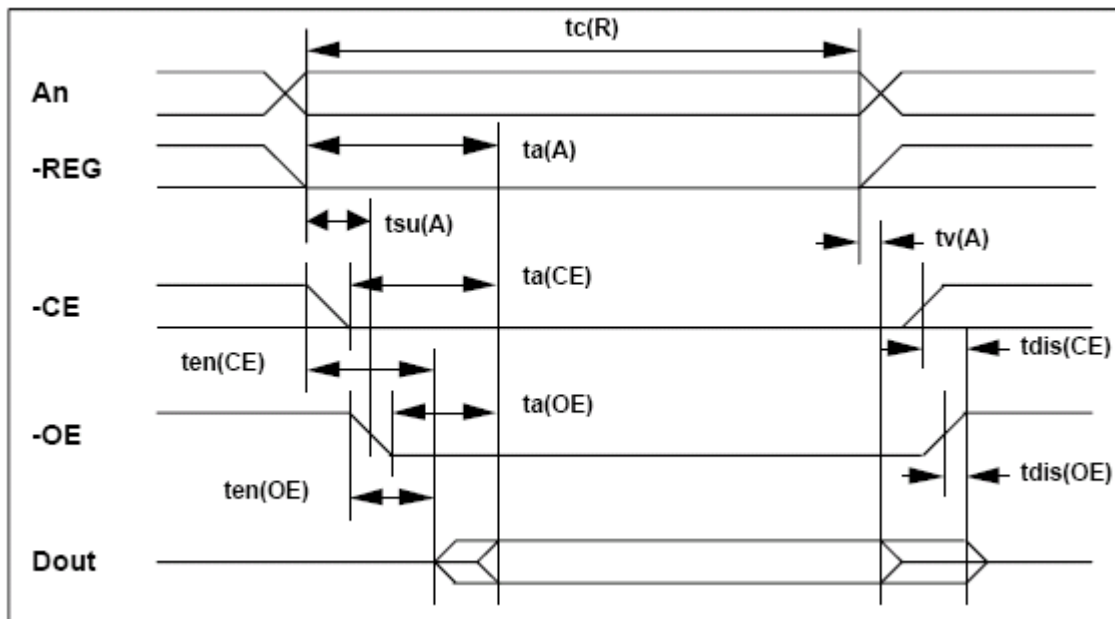 tc(R)
An
ta(A)
-REG
tsu(A)
tv(A)
ta(CE)
-CE
ten(CE)
tdis(CE)
ta(OE)
-OE
ten(OE)
tdis(OE)
Dout